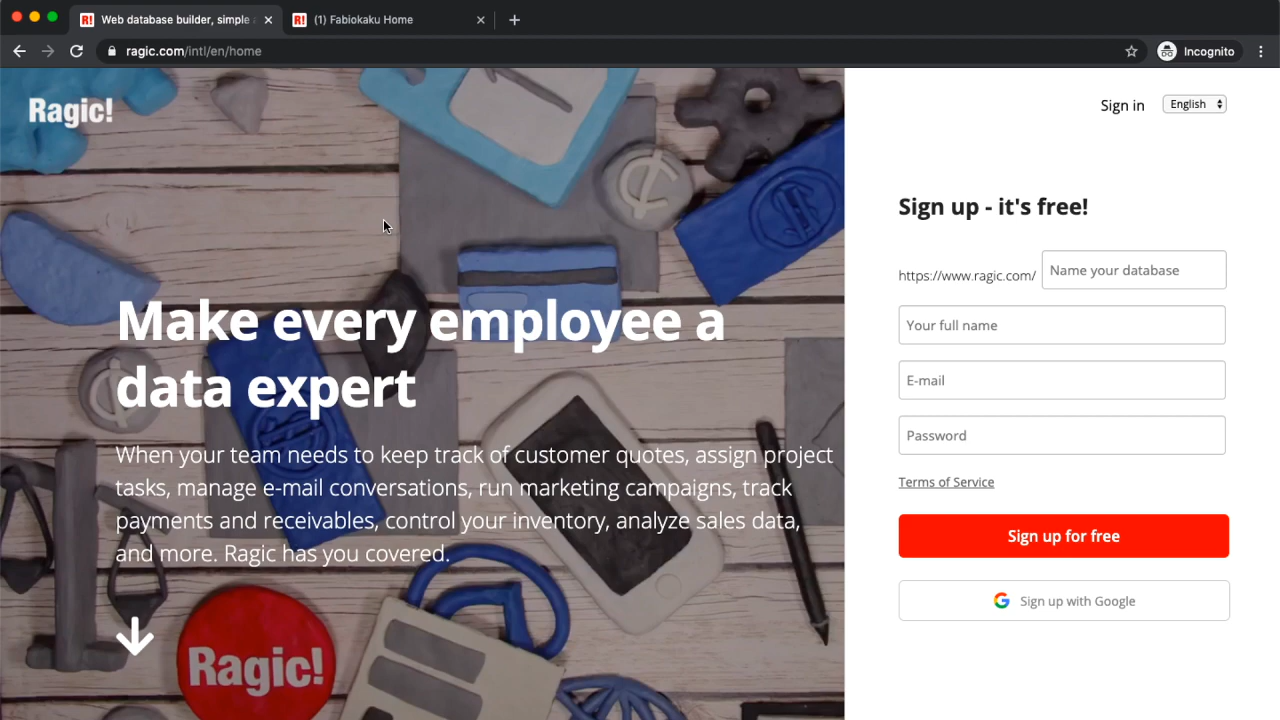 Web database builder, simple
(1) Fabiokaku Home
ragic.com/intl/en/home
Incognito
Ragic!
Sign in
English
Make every employee a
data expert
When your team needs to keep track of customer quotes, assign project
tasks, manage e-mail conversations, run marketing campaigns, track
payments and receivables, control your inventory, analyze sales data,
and more. Ragic has you covered.
Ragic!
Sign up - it's free!
https://www.ragic.com/ Name your database
Your full name
E-mail
Password
Terms of Service
Sign up for free
Sign up with Google